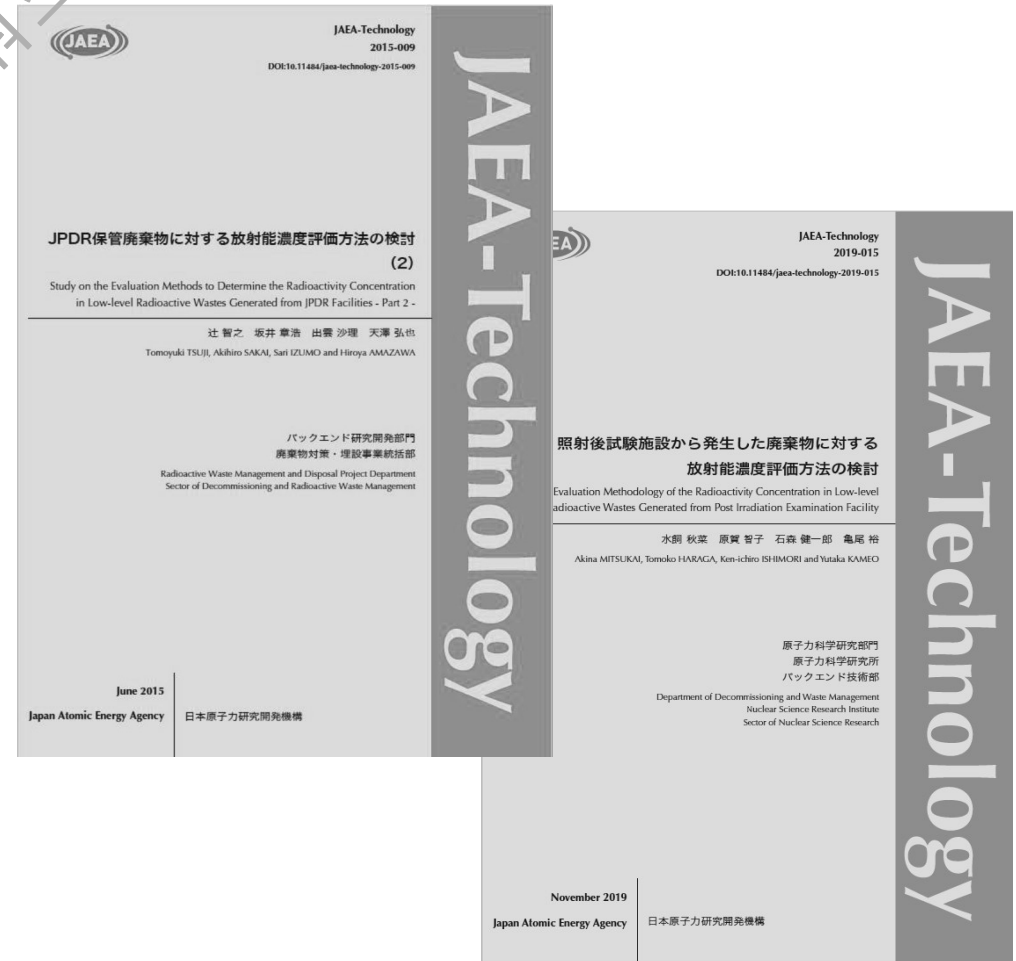 JAEA
JAEA-Technology
2015-009
DOI:10.11484/jaea-technology-2015-009
JPDR保管廃棄物に対する放射能濃度評価方法の検討
(2)
Study on the Evaluation Methods to Determine the Radioactivity Concentration
in Low-level Radioactive Wastes Generated from JPDR Facilities - Part 2 -
辻 智之 坂井 章浩 出雲 沙理 天澤 弘也
Tomoyuki TSUJI, Akihiro SAKAI, Sari IZUMO and Hiroya AMAZAWA
バックエンド研究開発部門
廃棄物対策・埋設事業統括部
Radioactive Waste Management and Disposal Project Department
Sector of Decommissioning and Radioactive Waste Management
June 2015
Japan Atomic Energy Agency
日本原子力研究開発機構
JAEA-Technology
EA
JAEA-Technology
2019-015
DOI:10.11484/jaea-technology-2019-015
照射後試験施設から発生した廃棄物に対する
放射能濃度評価方法の検討
Evaluation Methodology of the Radioactivity Concentration in Low-level
adioactive Wastes Generated from Post Irradiation Examination Facility
水飼 秋菜 原賀 智子 石森 健一郎 亀尾 裕
Akina MITSUKAI, Tomoko HARAGA, Ken-ichiro ISHIMORI and Yutaka KAMEO
原子力科学研究部門
原子力科学研究所
バックエンド技術部
Department of Decommissioning and Waste Management
Nuclear Science Research Institute
Sector of Nuclear Science Research
November 2019
Japan Atomic Energy Agency
日本原子力研究開発機構
JAEA-Technology